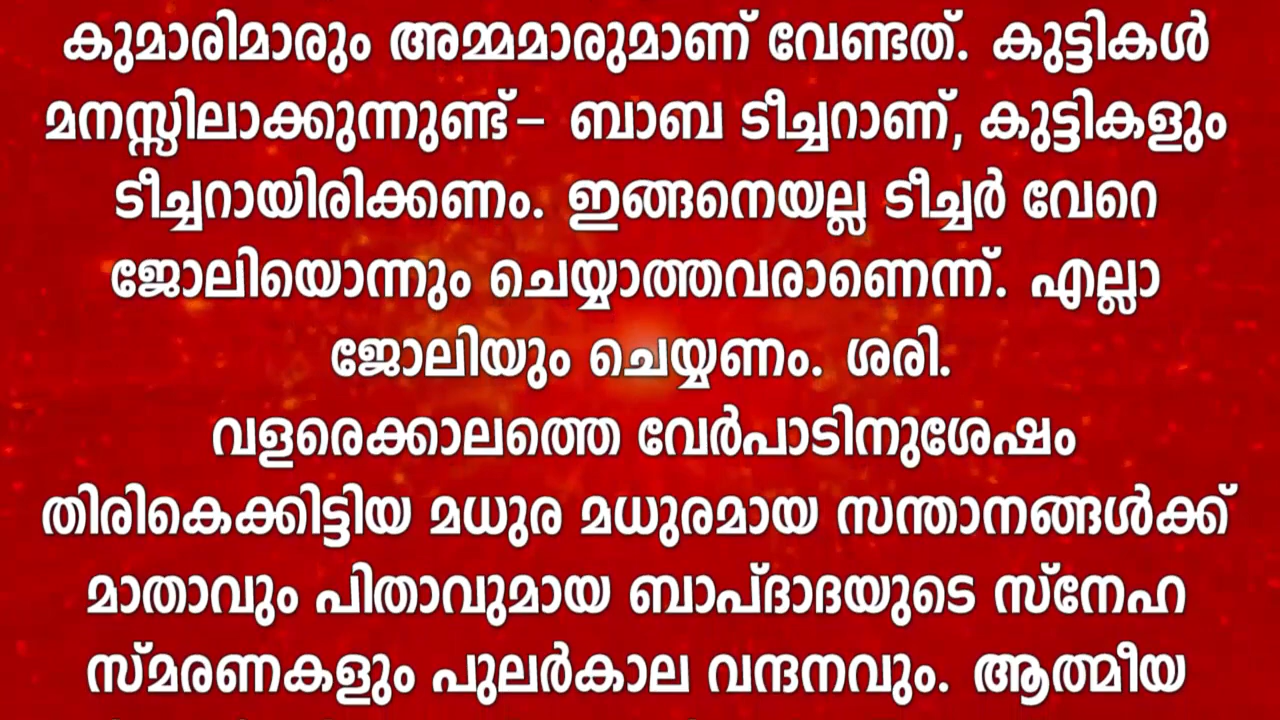 കുമാരിമാരും അമ്മമാരുമാണ് വേണ്ടത്. കുട്ടികൾ
മനസ്സിലാക്കുന്നുണ്ട്– ബാബ ടീച്ചറാണ്, കുട്ടികളും
ടീച്ചറായിരിക്കണം. ഇങ്ങനെയല്ല ടീച്ചർ വേറെ
ജോലിയൊന്നും ചെയ്യാത്തവരാണെന്ന്. എല്ലാ
ജോലിയും ചെയ്യണം. ശരി.
വളരെക്കാലത്തെ വേർപാടിനുശേഷം
തിരികെക്കിട്ടിയ മധുര മധുരമായ സന്താനങ്ങൾക്ക്
മാതാവും പിതാവുമായ ബാപ്ദാദയുടെ സ്നേഹ
സ്മരണകളും പുലർകാല വന്ദനവും. ആത്മീയ